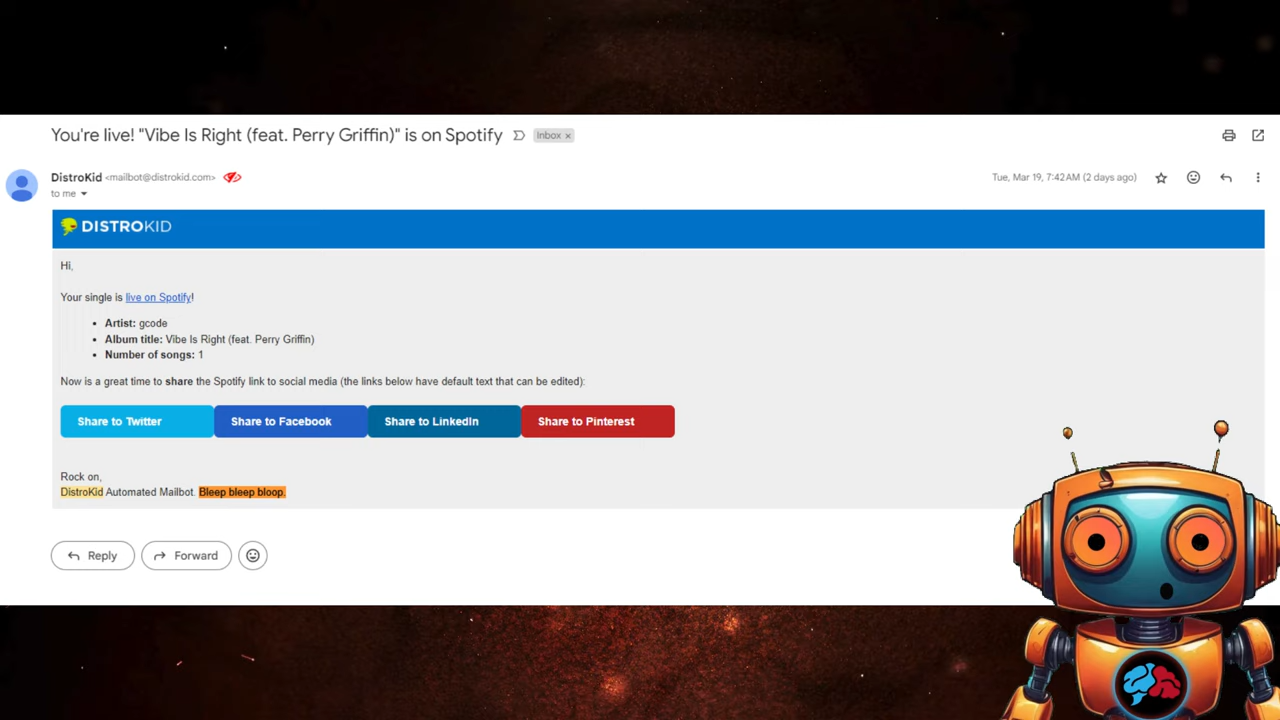 You're live! "Vibe Is Right (feat. Perry Griffin)" is on Spotify Inbox ×
DistroKid <mailbot@distrokid.com> Tue, Mar 19, 7:42 AM (2 days ago)
to me
DISTROKID
Hi,
Your single is live on Spotify!
• Artist: gcode
• Album title: Vibe Is Right (feat. Perry Griffin)
• Number of songs: 1
Now is a great time to share the Spotify link to social media (the links below have default text that can be edited):
Share to Twitter Share to Facebook Share to LinkedIn Share to Pinterest
Rock on,
DistroKid Automated Mailbot. Bleep bleep bloop.
Reply Forward